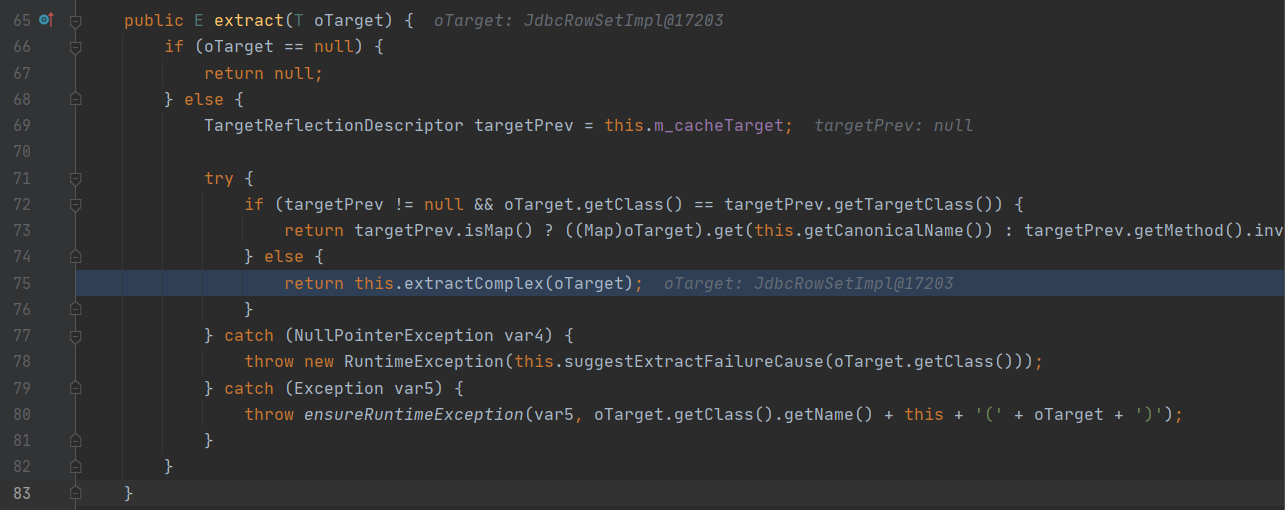 65 public E extract(T oTarget) { oTarget: JdbcRowSetImpl@17203
66 if (oTarget == null) {
67 return null;
68 } else {
69 TargetReflectionDescriptor targetPrev = this.m_cacheTarget; targetPrev: null
70
71 try {
72 if (targetPrev != null && oTarget.getClass() == targetPrev.getTargetClass()) {
73 return targetPrev.isMap() ? ((Map)oTarget).get(this.getCanonicalName()) : targetPrev.getMethod().inv
74 } else {
75 return this.extractComplex(oTarget); oTarget: JdbcRowSetImpl@17203
76 }
77 } catch (NullPointerException var4) {
78 throw new RuntimeException(this.suggestExtractFailureCause(oTarget.getClass()));
79 } catch (Exception var5) {
80 throw ensureRuntimeException(var5, oTarget.getClass().getName() + this + '(' + oTarget + ')');
81 }
82 }
83 }